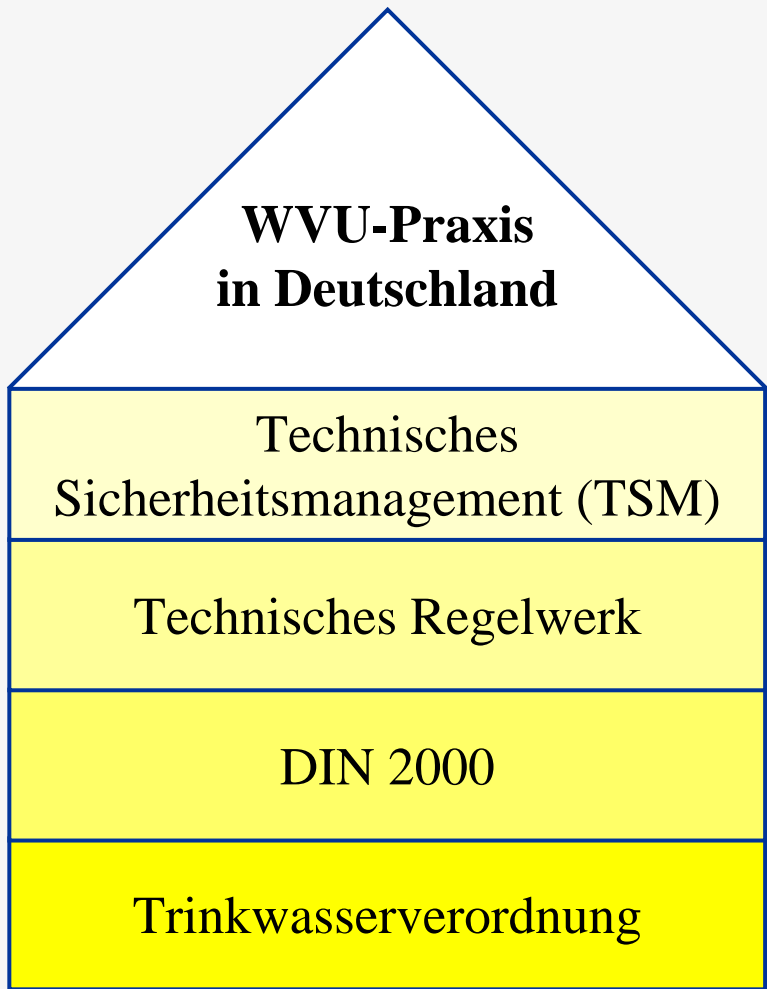 WVU-Praxis
in Deutschland
Technisches
Sicherheitsmanagement (TSM)
Technisches Regelwerk
DIN 2000
Trinkwasserverordnung